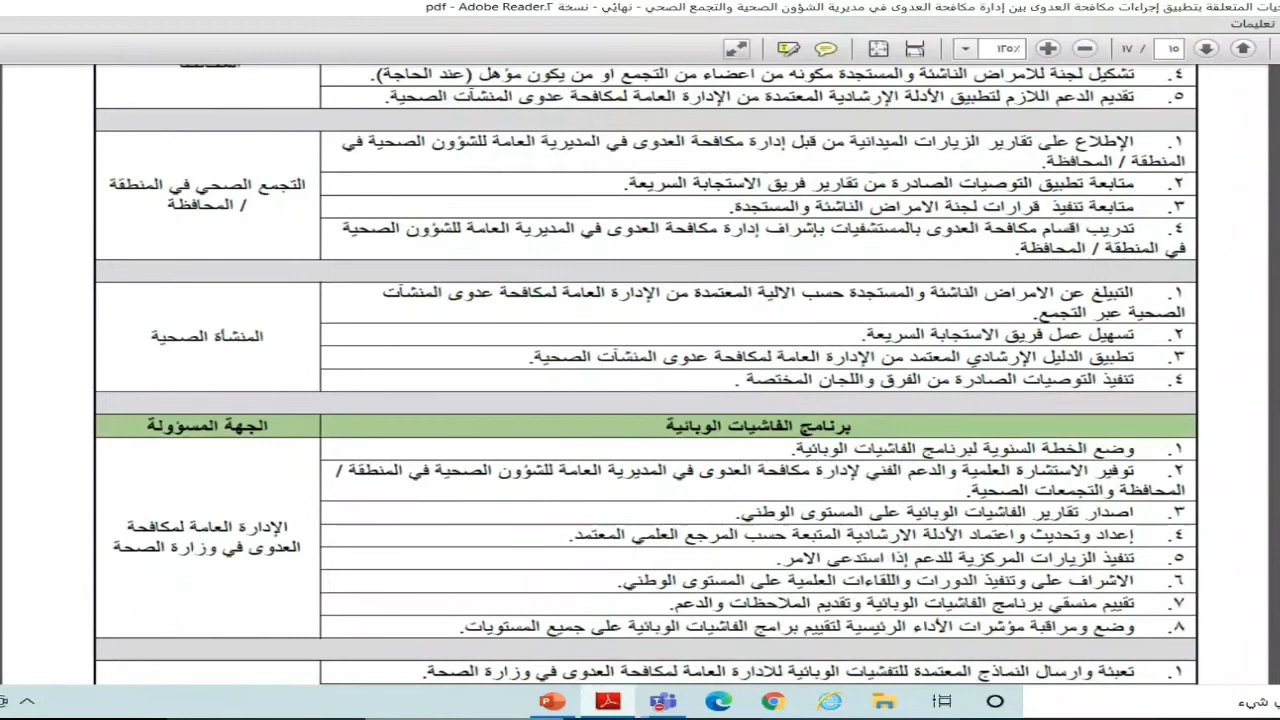 يات المتعلقة بتطبيق إجراءات مكافحة العدوى بين إدارة مكافحة العدوى في مديرية الشؤون الصحية والتجمع الصحي - نهائي - نسخة ٢.pdf - Adobe Reader
تعليمات
١٥ / ١٧ ١٢٥٪
٤. تشكيل لجنة للامراض الناشئة والمستجدة مكونه من اعضاء من التجمع او من يكون مؤهل (عند الحاجة).
٥. تقديم الدعم اللازم لتطبيق الأدلة الإرشادية المعتمدة من الإدارة العامة لمكافحة عدوى المنشآت الصحية.
١. الإطلاع على تقارير الزيارات الميدانية من قبل إدارة مكافحة العدوى في المديرية العامة للشؤون الصحية في
المنطقة / المحافظة.
٢. متابعة تطبيق التوصيات الصادرة من تقارير فريق الاستجابة السريعة.
٣. متابعة تنفيذ قرارات لجنة الامراض الناشئة والمستجدة.
٤. تدريب اقسام مكافحة العدوى بالمستشفيات بإشراف إدارة مكافحة العدوى في المديرية العامة للشؤون الصحية
في المنطقة / المحافظة.
التجمع الصحي في المنطقة
/ المحافظة
١. التبيلغ عن الامراض الناشئة والمستجدة حسب الالية المعتمدة من الإدارة العامة لمكافحة عدوى المنشآت
الصحية عبر التجمع.
٢. تسهيل عمل فريق الاستجابة السريعة.
٣. تطبيق الدليل الإرشادي المعتمد من الإدارة العامة لمكافحة عدوى المنشآت الصحية.
٤. تنفيذ التوصيات الصادرة من الفرق واللجان المختصة .
المنشأة الصحية
برنامج الفاشيات الوبائية
الجهة المسؤولة
١. وضع الخطة السنوية لبرنامج الفاشيات الوبائية.
٢. توفير الاستشارة العلمية والدعم الفني لإدارة مكافحة العدوى في المديرية العامة للشؤون الصحية في المنطقة /
المحافظة والتجمعات الصحية.
٣. اصدار تقارير الفاشيات الوبائية على المستوى الوطني.
٤. إعداد وتحديث واعتماد الأدلة الارشادية المتبعة حسب المرجع العلمي المعتمد.
٥. تنفيذ الزيارات المركزية للدعم إذا استدعى الامر.
٦. الاشراف على وتنفيذ الدورات واللقاءات العلمية على المستوى الوطني.
٧. تقييم منسقي برنامج الفاشيات الوبائية وتقديم الملاحظات والدعم.
٨. وضع ومراقبة مؤشرات الأداء الرئيسية لتقييم برامج الفاشيات الوبائية على جميع المستويات.
الإدارة العامة لمكافحة
العدوى في وزارة الصحة
١. تعبئة وارسال النماذج المعتمدة للتفشيات الوبائية للادارة العامة لمكافحة العدوى في وزارة الصحة.
ي شيء